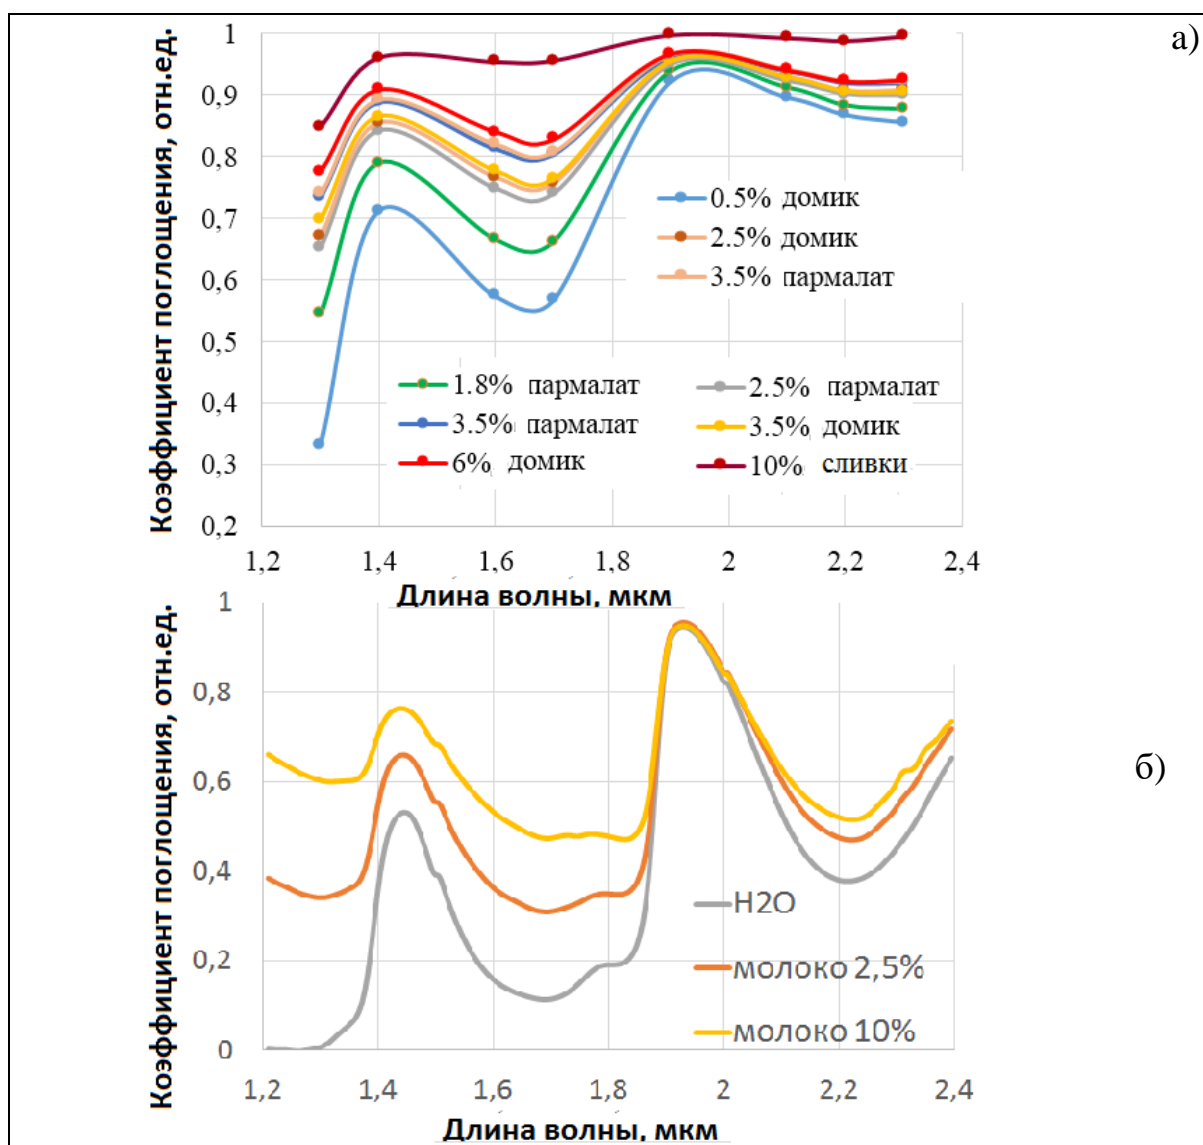 а)
Коэффициент поглощения, отн.ед.
1
0,9
0,8
0,7
0,6
0,5
0,4
0,3
0,2
0.5% домик
2.5% домик
3.5% пармалат
1.8% пармалат
2.5% пармалат
3.5% пармалат
3.5% домик
6% домик
10% сливки
1,2 1,4 1,6 1,8 2 2,2 2,4
Длина волны, мкм
б)
Коэффициент поглощения, отн.ед.
1
0,8
0,6
0,4
0,2
0
H2O
молоко 2,5%
молоко 10%
1,2 1,4 1,6 1,8 2 2,2 2,4
Длина волны, мкм